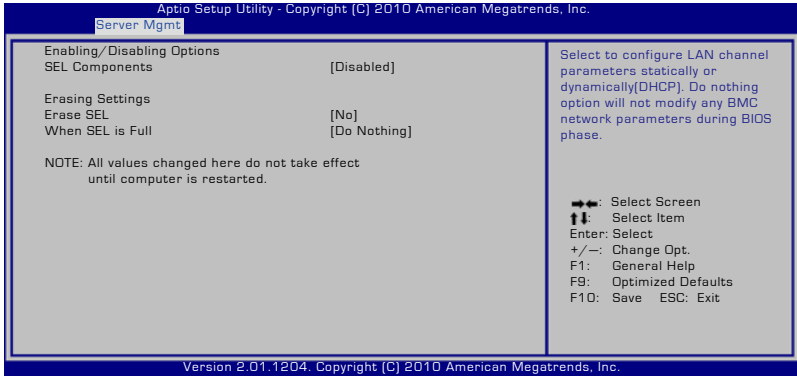 Aptio Setup Utility - Copyright (C) 2010 American Megatrends, Inc.
Server Mgmt
Enabling/Disabling Options
SEL Components [Disabled]
Erasing Settings
Erase SEL [No]
When SEL is Full [Do Nothing]
NOTE: All values changed here do not take effect
until computer is restarted.
Select to configure LAN channel
parameters statically or
dynamically(DHCP). Do nothing
option will not modify any BMC
network parameters during BIOS
phase.
→←: Select Screen
↑↓: Select Item
Enter: Select
+/—: Change Opt.
F1: General Help
F9: Optimized Defaults
F10: Save ESC: Exit
Version 2.01.1204. Copyright (C) 2010 American Megatrends, Inc.